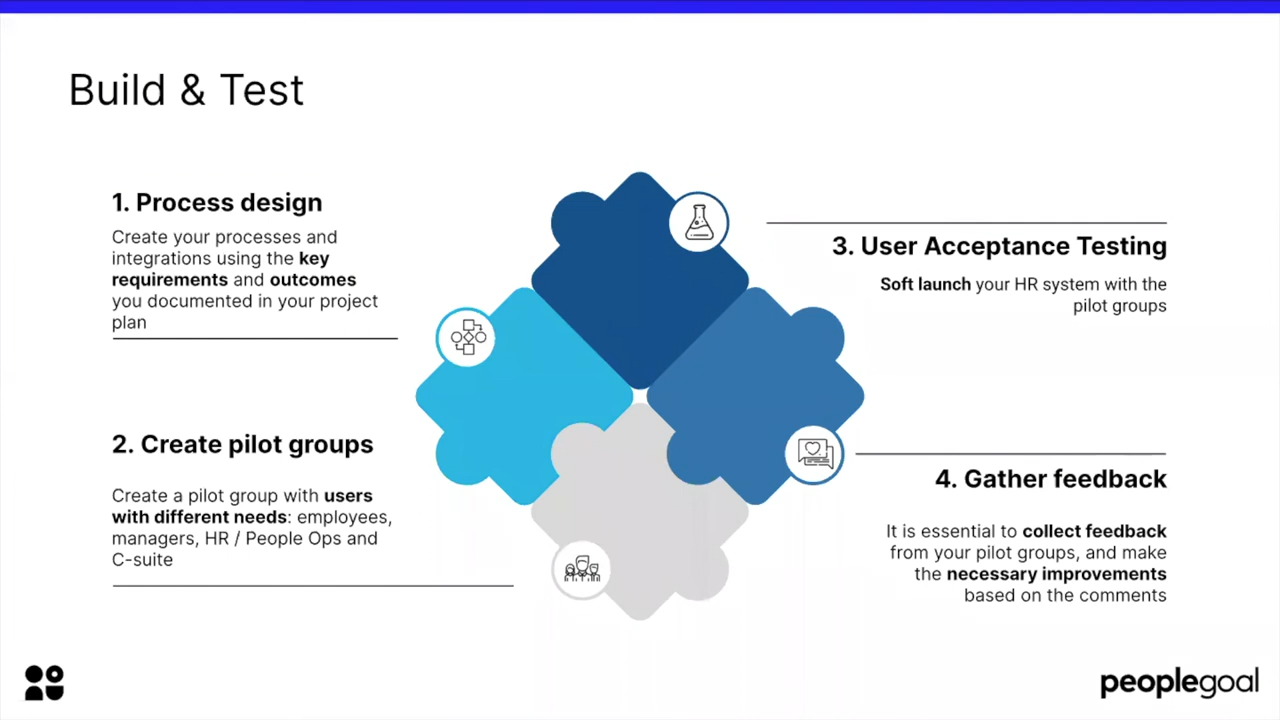 Build & Test
1. Process design
Create your processes and
integrations using the key
requirements and outcomes
you documented in your project
plan
2. Create pilot groups
Create a pilot group with users
with different needs: employees,
managers, HR / People Ops and
C-suite
3. User Acceptance Testing
Soft launch your HR system with the
pilot groups
4. Gather feedback
It is essential to collect feedback
from your pilot groups, and make
the necessary improvements
based on the comments
peoplegoal